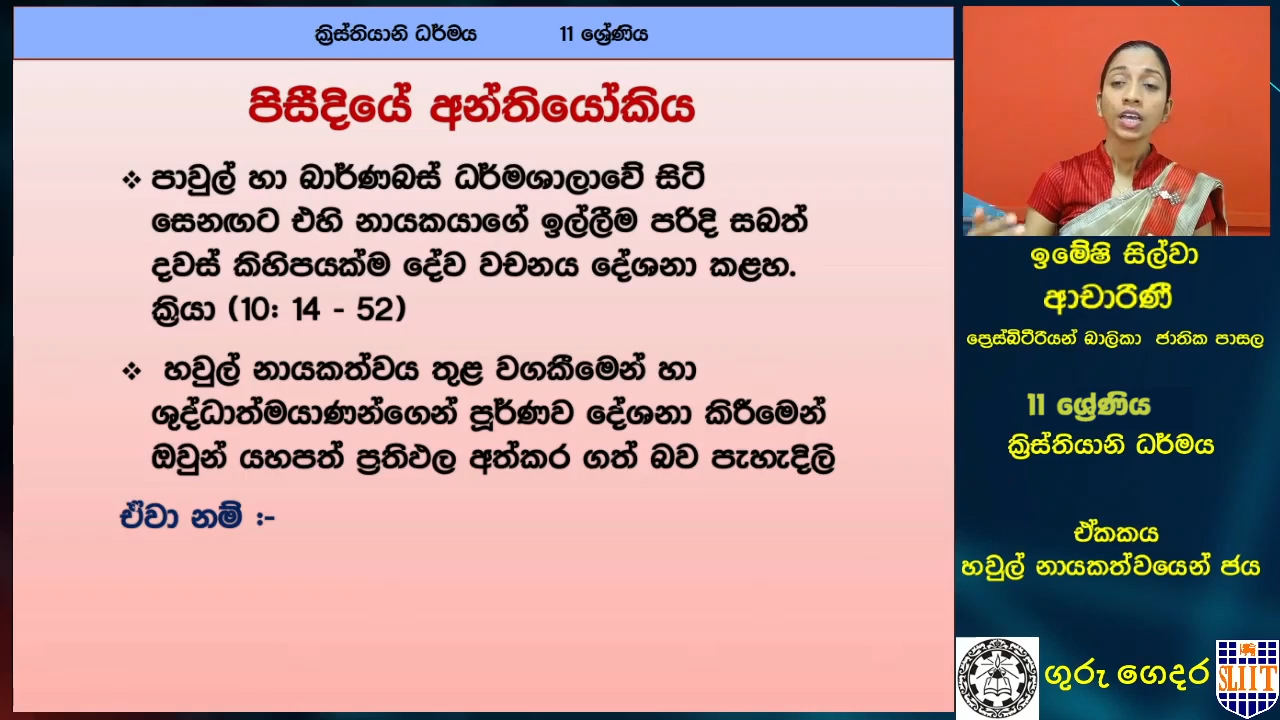 ක්‍රිස්තියානි ධර්මය 11 ශ්‍රේණිය
පිසීදියේ අන්තියෝකිය
❖ පාවුල් හා බාර්ණබස් ධර්මශාලාවේ සිටි
සෙනඟට එහි නායකයාගේ ඉල්ලීම පරිදි සබත්
දවස් කිහිපයක්ම දේව වචනය දේශනා කළහ.
ක්‍රියා (10: 14 - 52)
❖ හවුල් නායකත්වය තුළ වගකීමෙන් හා
ශුද්ධාත්මයාණන්ගෙන් පූර්ණව දේශනා කිරීමෙන්
ඔවුන් යහපත් ප්‍රතිඵල අත්කර ගත් බව පැහැදිලි
ඒවා නම් :-
ඉමේෂි සිල්වා
ආචාරිණී
ප්‍රෙස්බිටීරියන් බාලිකා ජාතික පාසල
11 ශ්‍රේණිය
ක්‍රිස්තියානි ධර්මය
ඒකකය
හවුල් නායකත්වයෙන් ජය
ගුරු ගෙදර
SLIIT